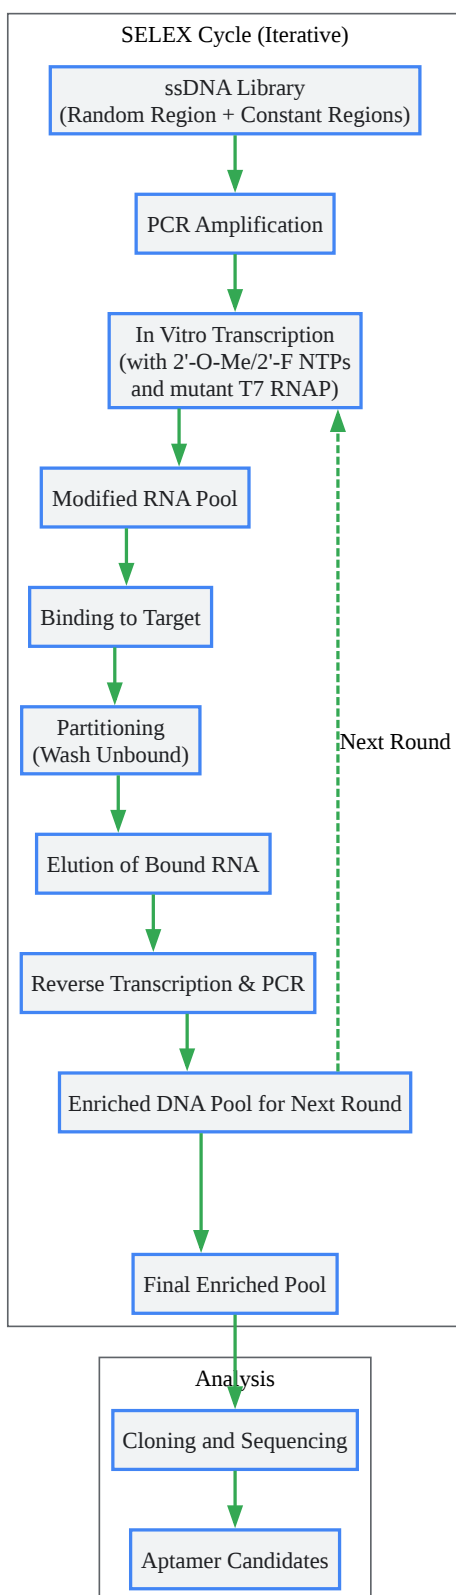 SELEX Cycle (Iterative)
ssDNA Library
(Random Region + Constant Regions)
PCR Amplification
In Vitro Transcription
(with 2'-O-Me/2'-F NTPs
and mutant T7 RNAP)
Modified RNA Pool
Binding to Target
Partitioning
(Wash Unbound)
Next Round
Elution of Bound RNA
Reverse Transcription & PCR
Enriched DNA Pool for Next Round
Final Enriched Pool
Analysis
Cloning and Sequencing
Aptamer Candidates